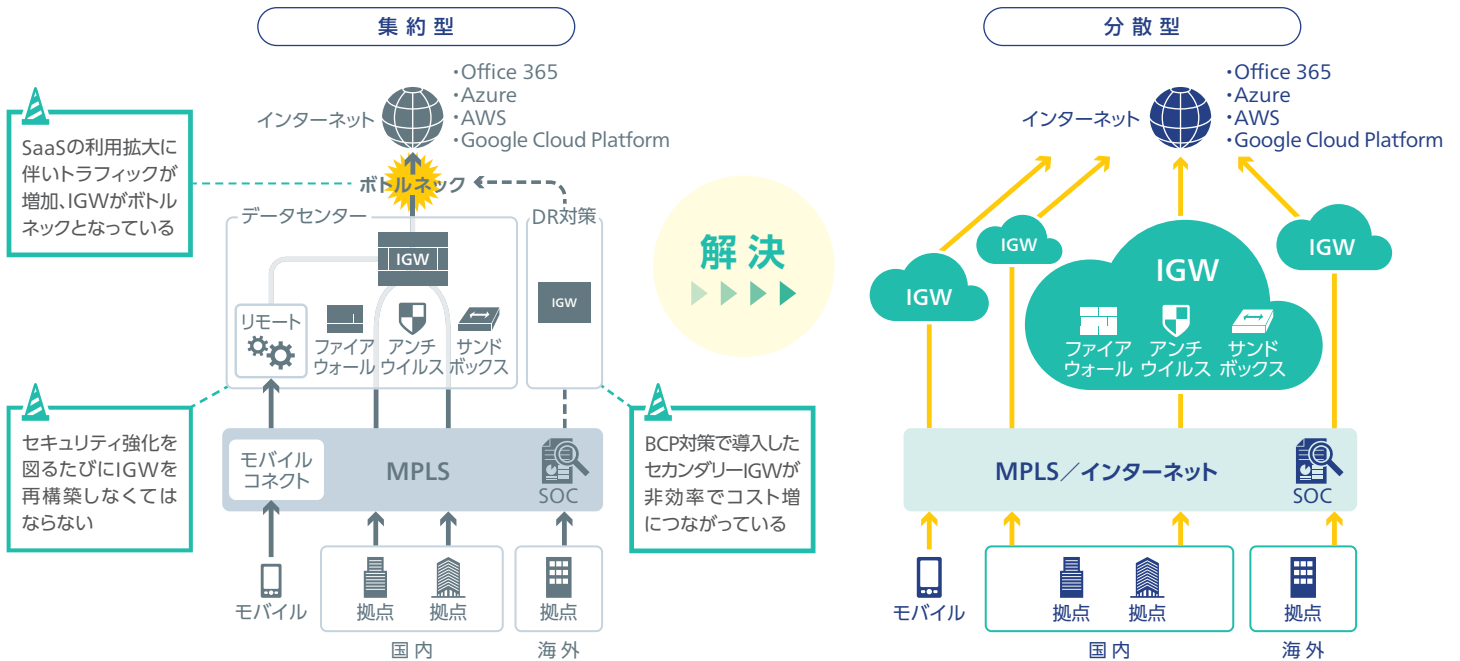 集約型
・Office 365
・Azure
・AWS
・Google Cloud Platform
インターネット
SaaSの利用拡大に
伴いトラフィックが
増加、IGWがボトル
ネックとなっている
ボトルネック
データセンター
DR対策
IGW
IGW
リモート
ファイア
ウォール
アンチ
ウイルス
サンド
ボックス
セキュリティ強化を
図るたびにIGWを
再構築しなくては
ならない
BCP対策で導入した
セカンダリーIGWが
非効率でコスト増
につながっている
モバイル
コネクト
MPLS
SOC
モバイル
拠点
拠点
拠点
国内
海外
解決
分散型
・Office 365
・Azure
・AWS
・Google Cloud Platform
インターネット
IGW
IGW
IGW
IGW
ファイア
ウォール
アンチ
ウイルス
サンド
ボックス
MPLS／インターネット
SOC
モバイル
拠点
拠点
拠点
国内
海外